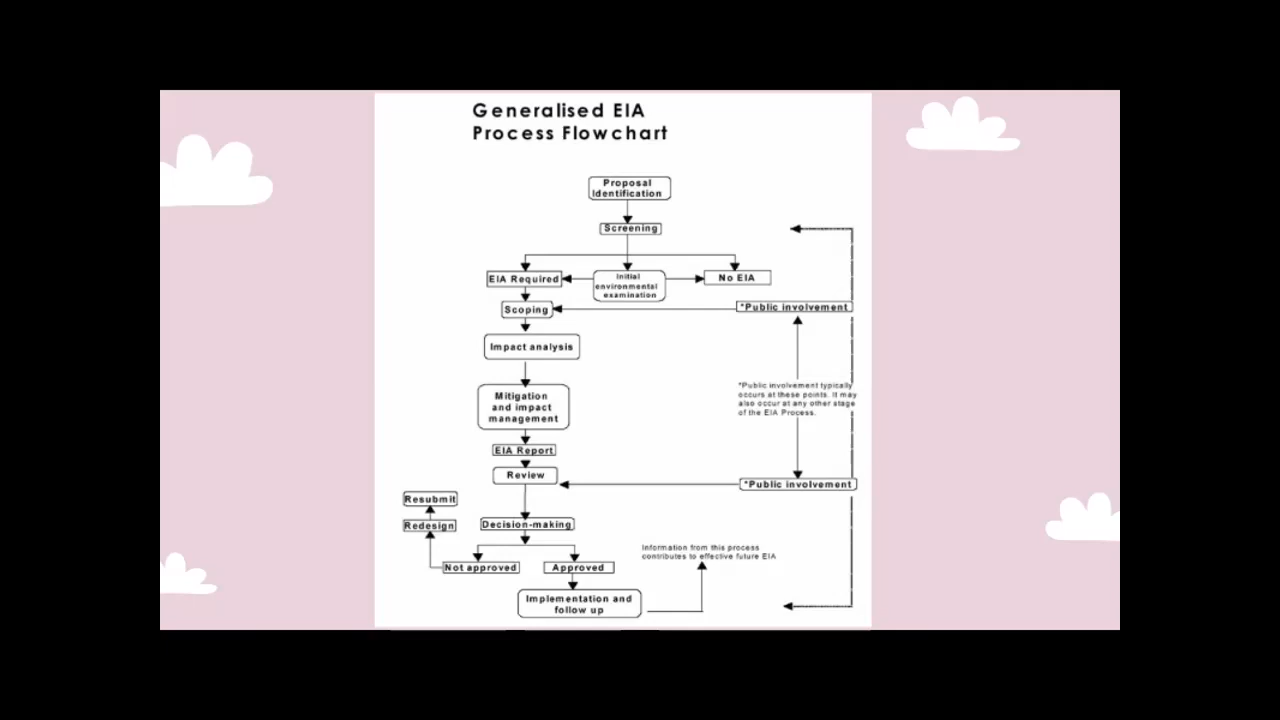 Generalised EIA
Process Flowchart
Proposal
Identification
Screening
EIA Required
Initial
environmental
examination
No EIA
Scoping
*Public involvement
Impact analysis
*Public involvement typically
occurs at these points. It may
also occur at any other stage
of the EIA Process.
Mitigation
and impact
management
EIA Report
Review
*Public involvement
Resubmit
Redesign
Decision-making
Information from this process
contributes to effective future EIA
Not approved
Approved
Implementation and
follow up